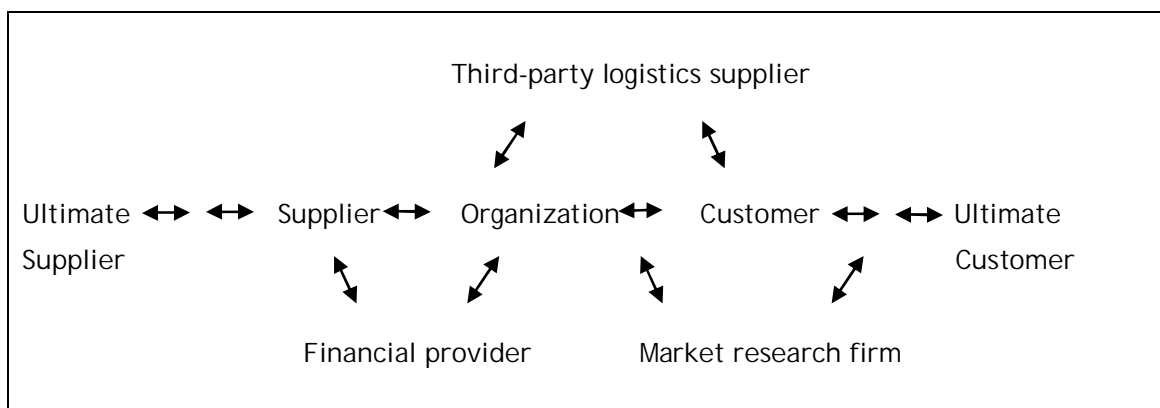 Third-party logistics supplier
Ultimate Supplier Organization Customer Ultimate
Supplier Customer
Financial provider Market research firm